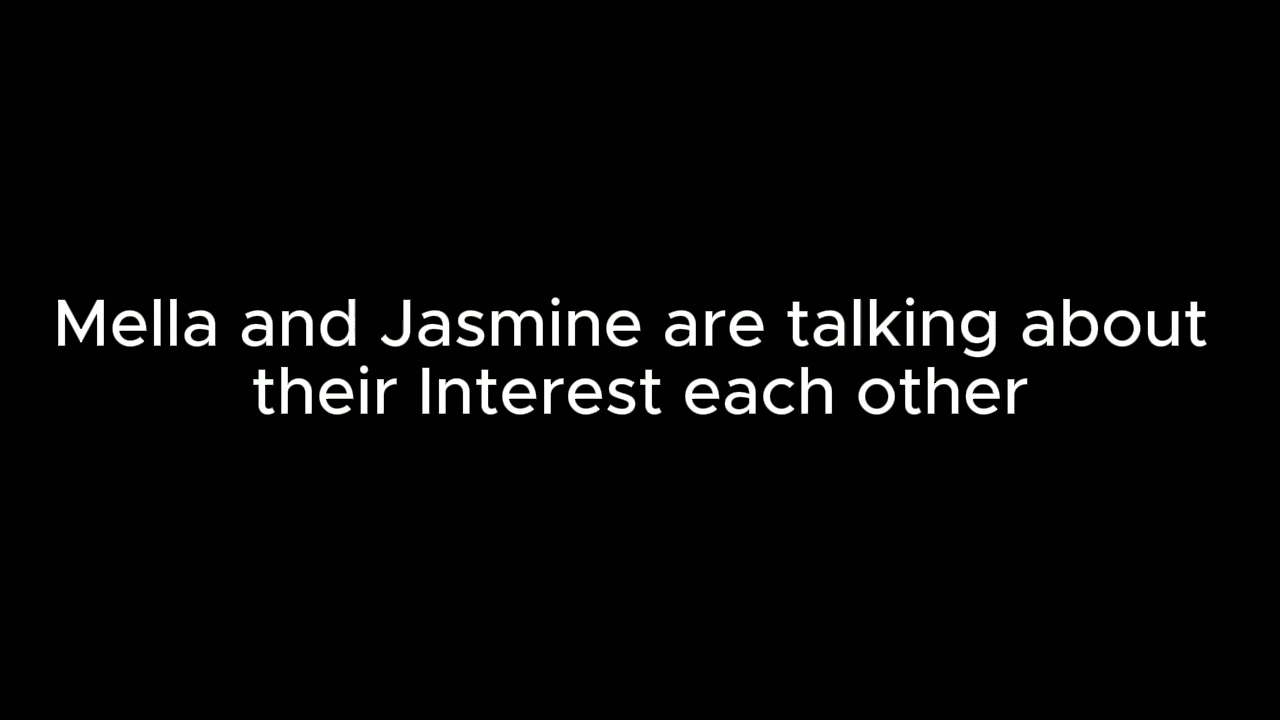 Mella and Jasmine are talking about
their Interest each other